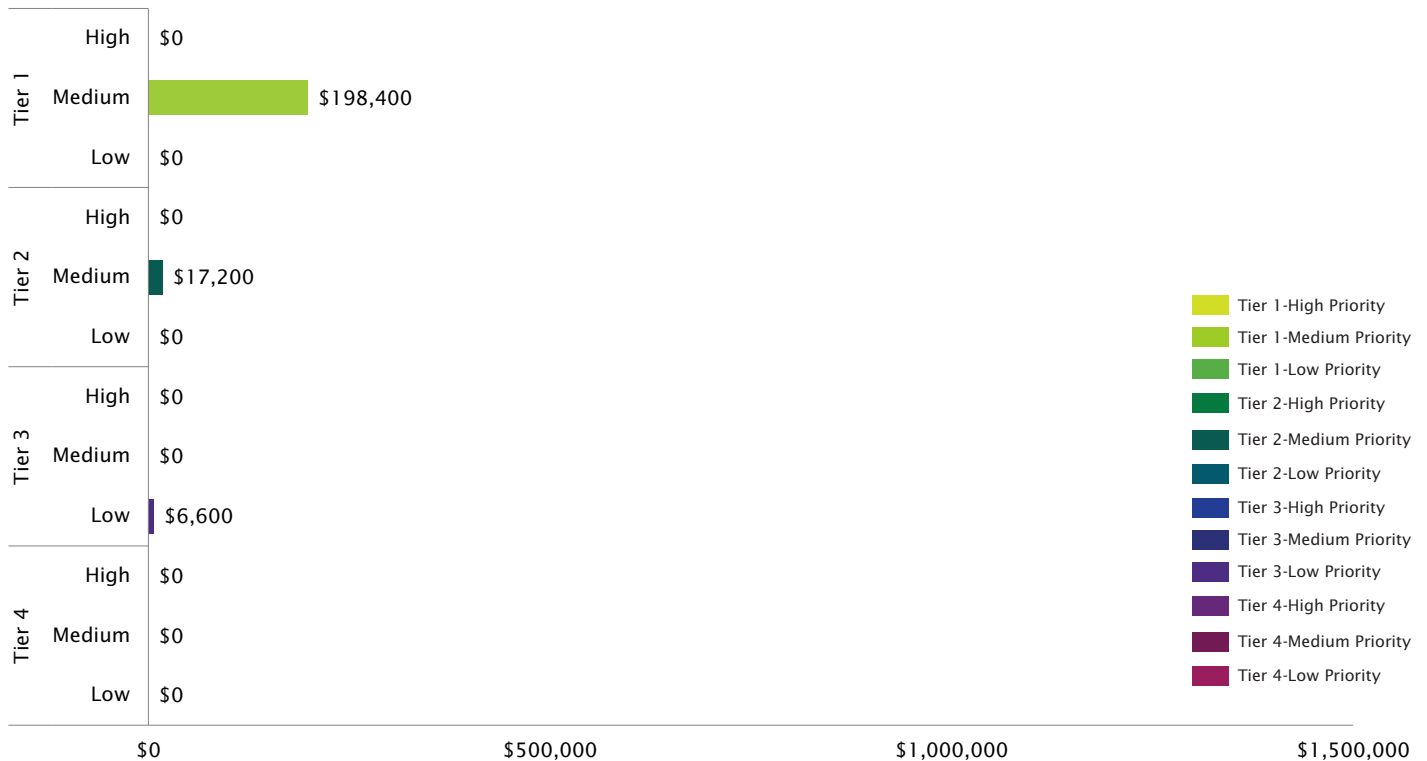 Tier 1
High $0
Medium $198,400
Low $0
Tier 2
High $0
Medium $17,200
Low $0
Tier 3
High $0
Medium $0
Low $6,600
Tier 4
High $0
Medium $0
Low $0
$0 $500,000 $1,000,000 $1,500,000
Tier 1-High Priority
Tier 1-Medium Priority
Tier 1-Low Priority
Tier 2-High Priority
Tier 2-Medium Priority
Tier 2-Low Priority
Tier 3-High Priority
Tier 3-Medium Priority
Tier 3-Low Priority
Tier 4-High Priority
Tier 4-Medium Priority
Tier 4-Low Priority